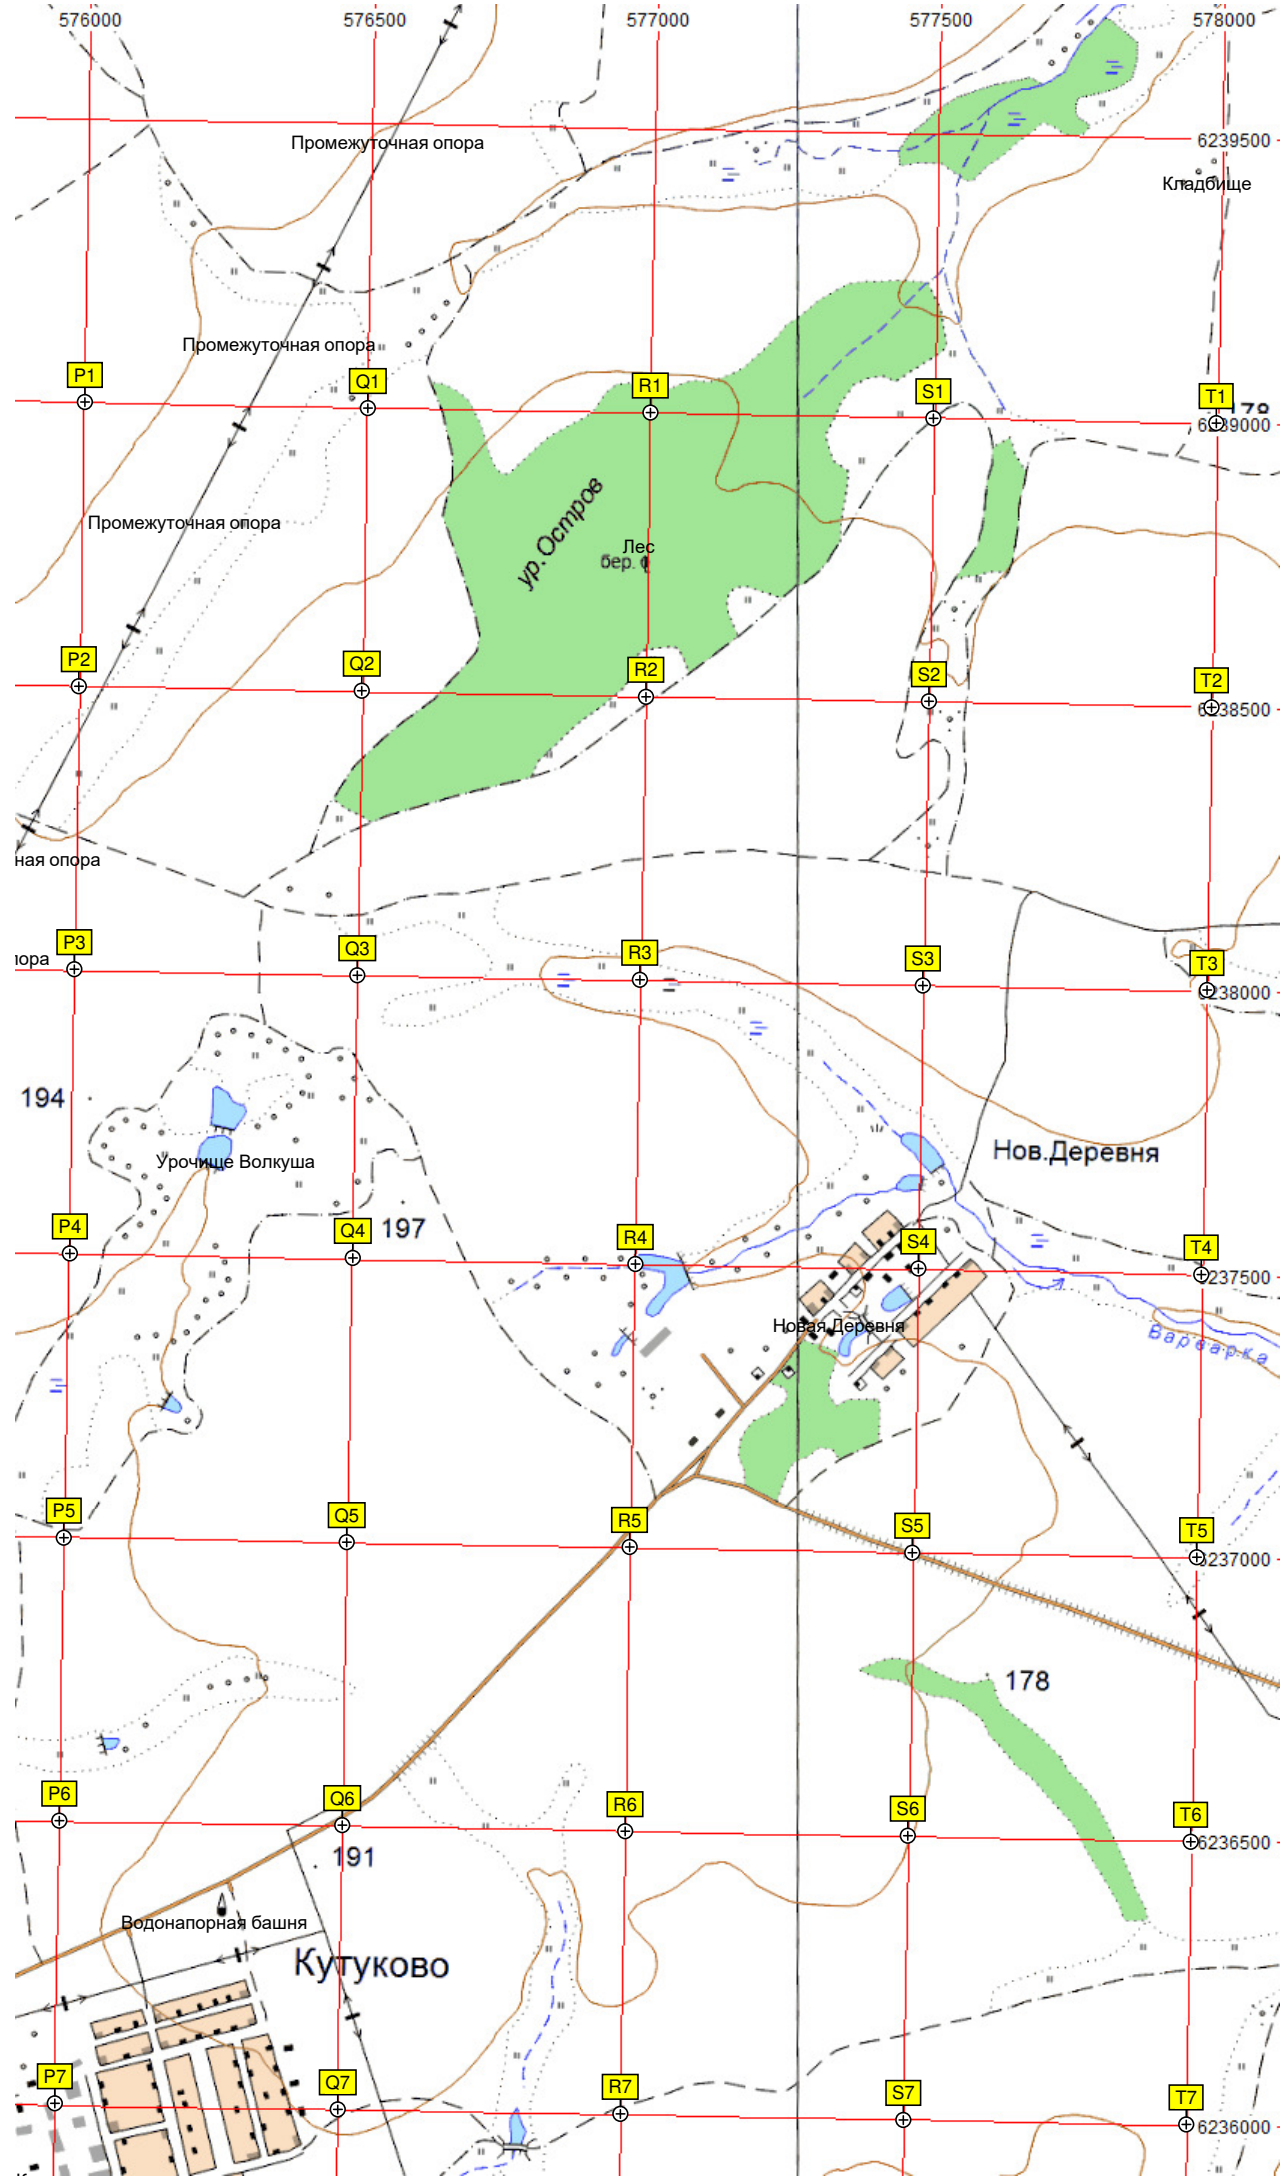 576000 576500 577000 577500 578000
Промежуточная опора
6239500
Кладбище
Промежуточная опора
P1 Q1 R1 S1 T1
178
6239000
ур. Остров
Промежуточная опора
Лес
бер.
P2 Q2 R2 S2 T2
6238500
ная опора
P3 Q3 R3 S3 T3
ора
6238000
194
Нов.Деревня
Урочище Волкуша
P4 Q4 R4 S4 T4
197
6237500
Новая Деревня
Варварка
P5 Q5 R5 S5 T5
6237000
178
P6 Q6 R6 S6 T6
6236500
191
Водонапорная башня
Кутуково
P7 Q7 R7 S7 T7
6236000